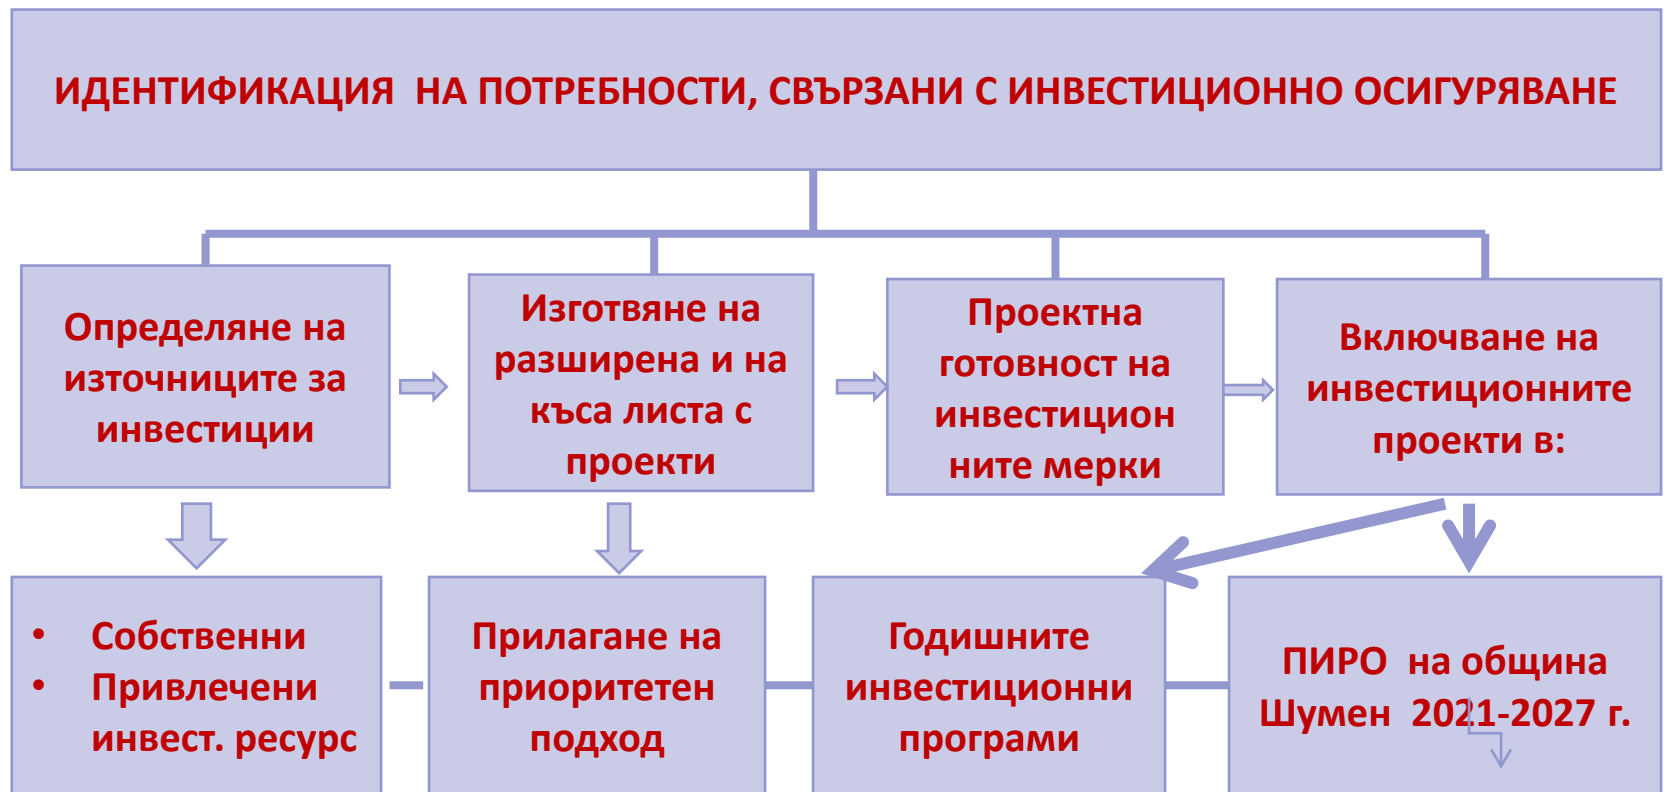 ИДЕНТИФИКАЦИЯ НА ПОТРЕБНОСТИ, СВЪРЗАНИ С ИНВЕСТИЦИОННО ОСИГУРЯВАНЕ
Определяне на
източниците за
инвестиции
Изготвяне на
разширена и на
къса листа с
проекти
Проектна
готовност на
инвестицион
ните мерки
Включване на
инвестиционните
проекти в:
• Собственни
• Привлечени
инвест. ресурс
Прилагане на
приоритетен
подход
Годишните
инвестиционни
програми
ПИРО на община
Шумен 2021-2027 г.